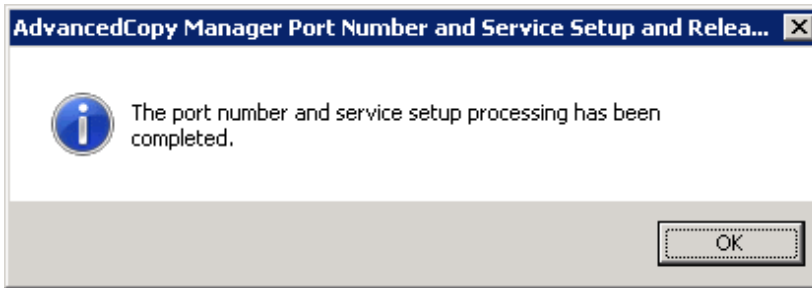 AdvancedCopy Manager Port Number and Service Setup and Relea...
The port number and service setup processing has been
completed.
OK